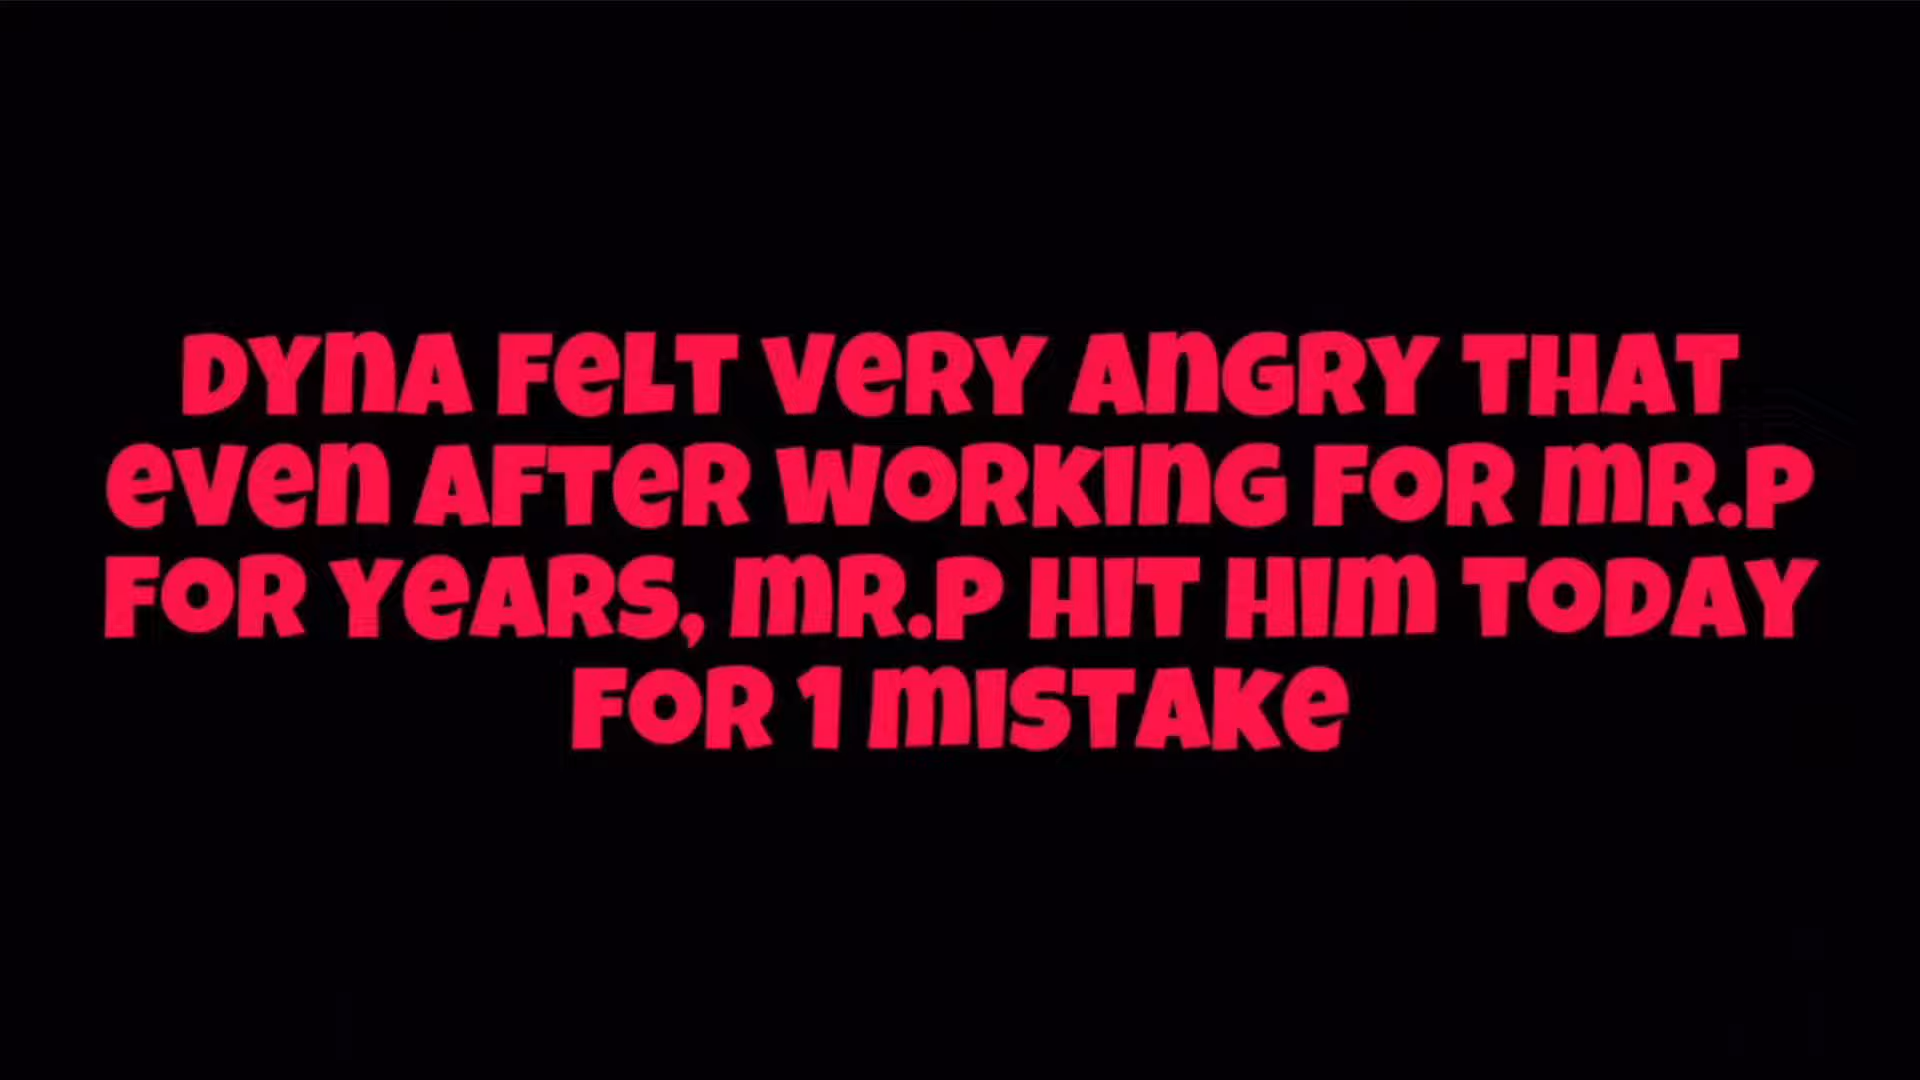 DYNA FELT VERY ANGRY THAT
EVEN AFTER WORKING FOR MR.P
FOR YEARS, MR.P HIT HIM TODAY
FOR 1 MISTAKE